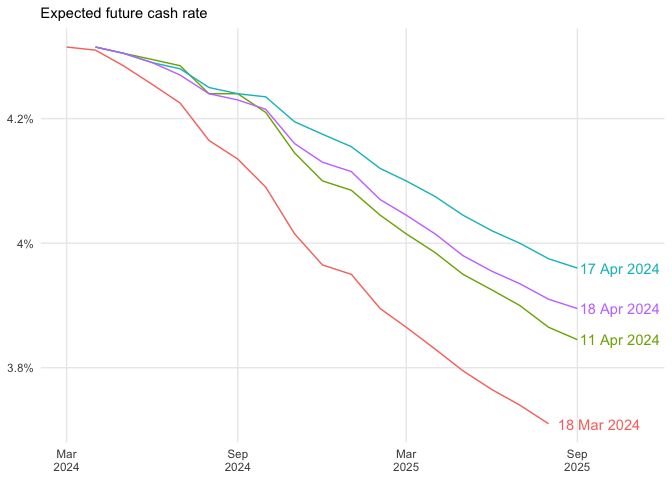 Expected future cash rate
4.2%
4%
3.8%
17 Apr 2024
18 Apr 2024
11 Apr 2024
18 Mar 2024
Mar
2024
Sep
2024
Mar
2025
Sep
2025